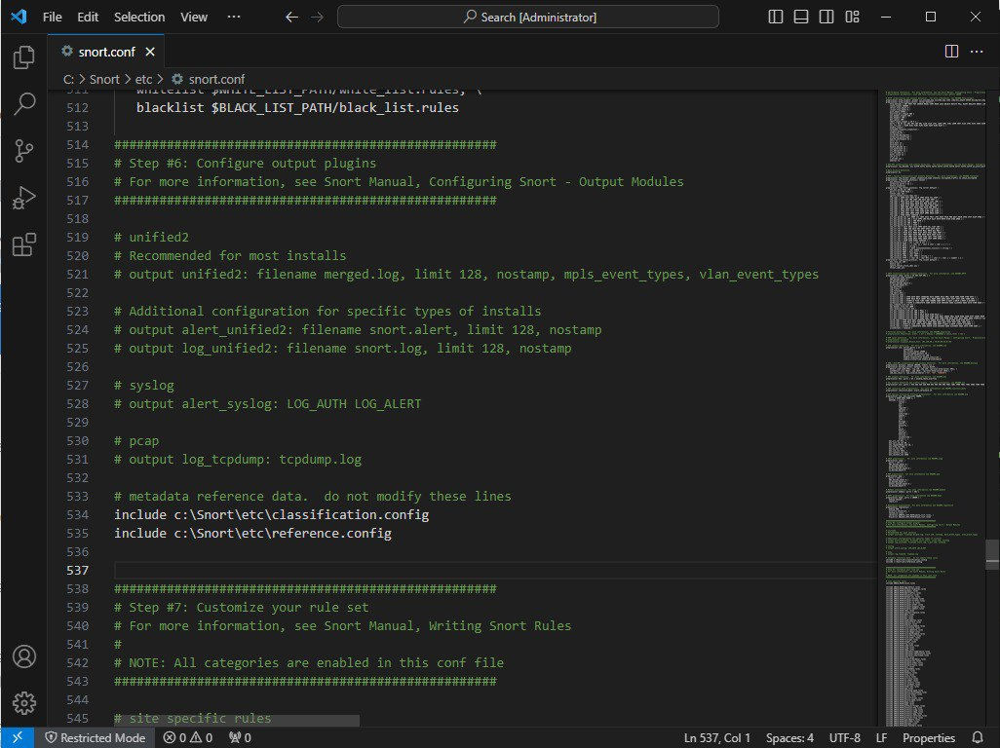 File Edit Selection View ··· Search [Administrator]
snort.conf
C: > Snort > etc > snort.conf
511 whitelist $WHITE_LIST_PATH/white_list.rules, \
512 blacklist $BLACK_LIST_PATH/black_list.rules
513
514 ###################################################
515 # Step #6: Configure output plugins
516 # For more information, see Snort Manual, Configuring Snort - Output Modules
517 ###################################################
518
519 # unified2
520 # Recommended for most installs
521 # output unified2: filename merged.log, limit 128, nostamp, mpls_event_types, vlan_event_types
522
523 # Additional configuration for specific types of installs
524 # output alert_unified2: filename snort.alert, limit 128, nostamp
525 # output log_unified2: filename snort.log, limit 128, nostamp
526
527 # syslog
528 # output alert_syslog: LOG_AUTH LOG_ALERT
529
530 # pcap
531 # output log_tcpdump: tcpdump.log
532
533 # metadata reference data.  do not modify these lines
534 include c:\Snort\etc\classification.config
535 include c:\Snort\etc\reference.config
536
537
538 ###################################################
539 # Step #7: Customize your rule set
540 # For more information, see Snort Manual, Writing Snort Rules
541 #
542 # NOTE: All categories are enabled in this conf file
543 ###################################################
544
545 # site specific rules
Restricted Mode 0 0 0 Ln 537, Col 1 Spaces: 4 UTF-8 LF Properties